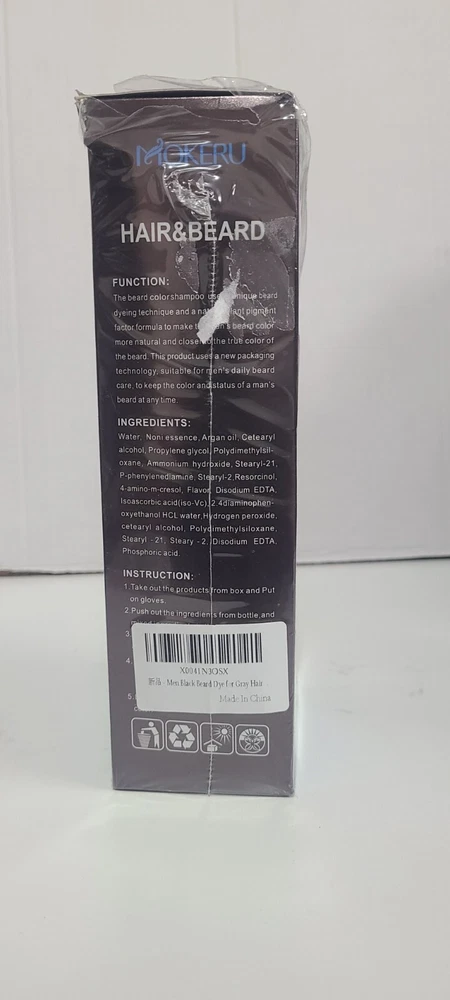 MOKERU
HAIR&BEARD
FUNCTION:
The beard color shampoo unique beard
dyeing technique and a pigment
factor formula to make beard color
more natural and closer the true color of
the beard. This product uses a new packaging
technology, suitable for men's daily beard
care, to keep the color and status of a man's
beard at any time.
INGREDIENTS:
Water, Noni essence, Argan oil, Cetearyl
alcohol, Propylene glycol, Polydimethylsil-
oxane, Ammonium hydroxide, Stearyl-21,
P-phenylenediamine, Stearyl-2, Resorcinol,
4-amino-m-cresol, Flavor, Disodium EDTA,
Isoascorbic acid(iso-Vc), 2.4diaminophen-
oxyethanol HCL water, Hydrogen peroxide,
cetearyl alcohol, Polydimethylsiloxane,
Stearyl - 21, Steary - 2, Disodium EDTA,
Phosphoric acid.
INSTRUCTION:
1.Take out the products from box and Put
on gloves.
2.Push out the ingredients from bottle, and
3
4.
5.
X0041N3OSX
新品 - Men Black Beard Dye for Gray Hair
Made In China